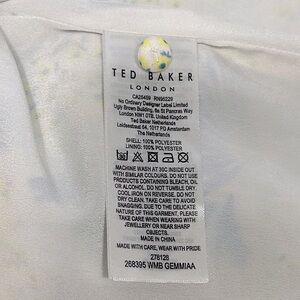 TED BAKER
LONDON
CA25459 RN95229
No Ordinary Designer Label Limited
Ugly Brown Building, 6a St Pancras Way
London NW1 0TB, United Kingdom
Ted Baker Netherlands
Leidsestraat 64, 1017 PD Amsterdam
The Netherlands
SHELL: 100% POLYESTER
LINING: 100% POLYESTER
MACHINE WASH AT 30C INSIDE OUT
WITH SIMILAR COLOURS. DO NOT USE
PRODUCTS CONTAINING BLEACH, OIL
OR ALCOHOL. DO NOT TUMBLE DRY.
COOL IRON ON REVERSE. DO NOT
DRY CLEAN. TAKE CARE TO AVOID
SNAGGING. DUE TO THE DELICATE
NATURE OF THIS GARMENT, PLEASE
TAKE CARE WHEN WEARING WITH
JEWELLERY OR NEAR SHARP
OBJECTS.
MADE IN CHINA
MADE WITH CARE, WEAR WITH PRIDE
278128
268395 WMB GEMMIAA